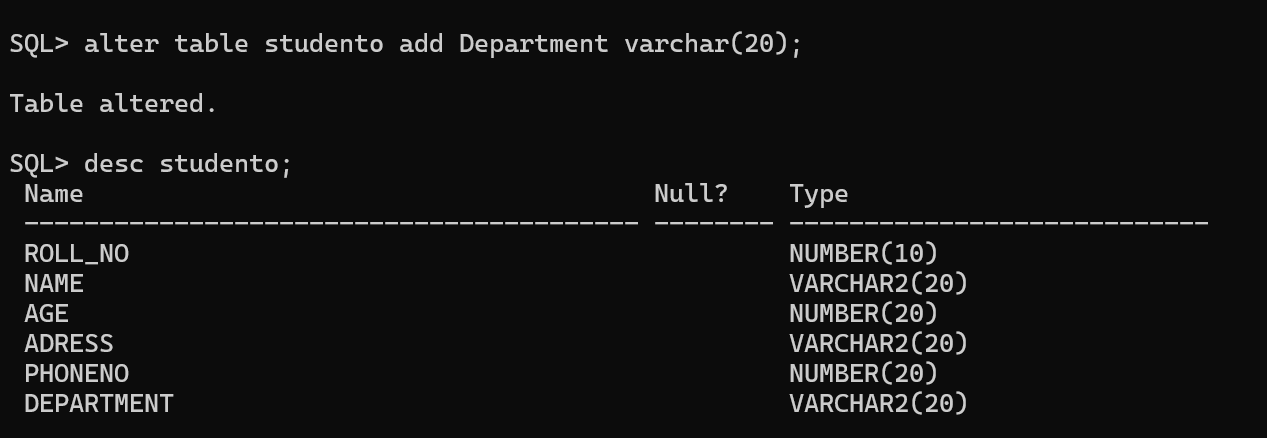 SQL> alter table studento add Department varchar(20);
Table altered.
SQL> desc studento;
Name                                      Null?    Type
----------------------------------------- -------- ----------------------------
ROLL_NO                                            NUMBER(10)
NAME                                               VARCHAR2(20)
AGE                                                NUMBER(20)
ADRESS                                             VARCHAR2(20)
PHONENO                                            NUMBER(20)
DEPARTMENT                                         VARCHAR2(20)